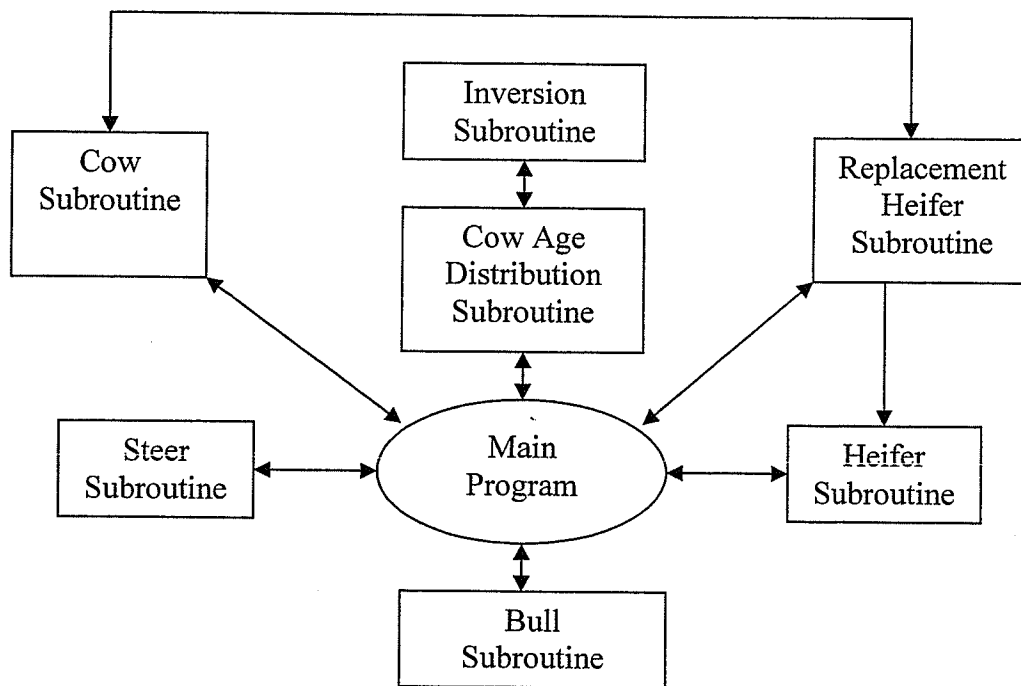 Inversion
Subroutine
Cow
Subroutine
Replacement
Heifer
Subroutine
Cow Age
Distribution
Subroutine
Main
Program
Steer
Subroutine
Heifer
Subroutine
Bull
Subroutine